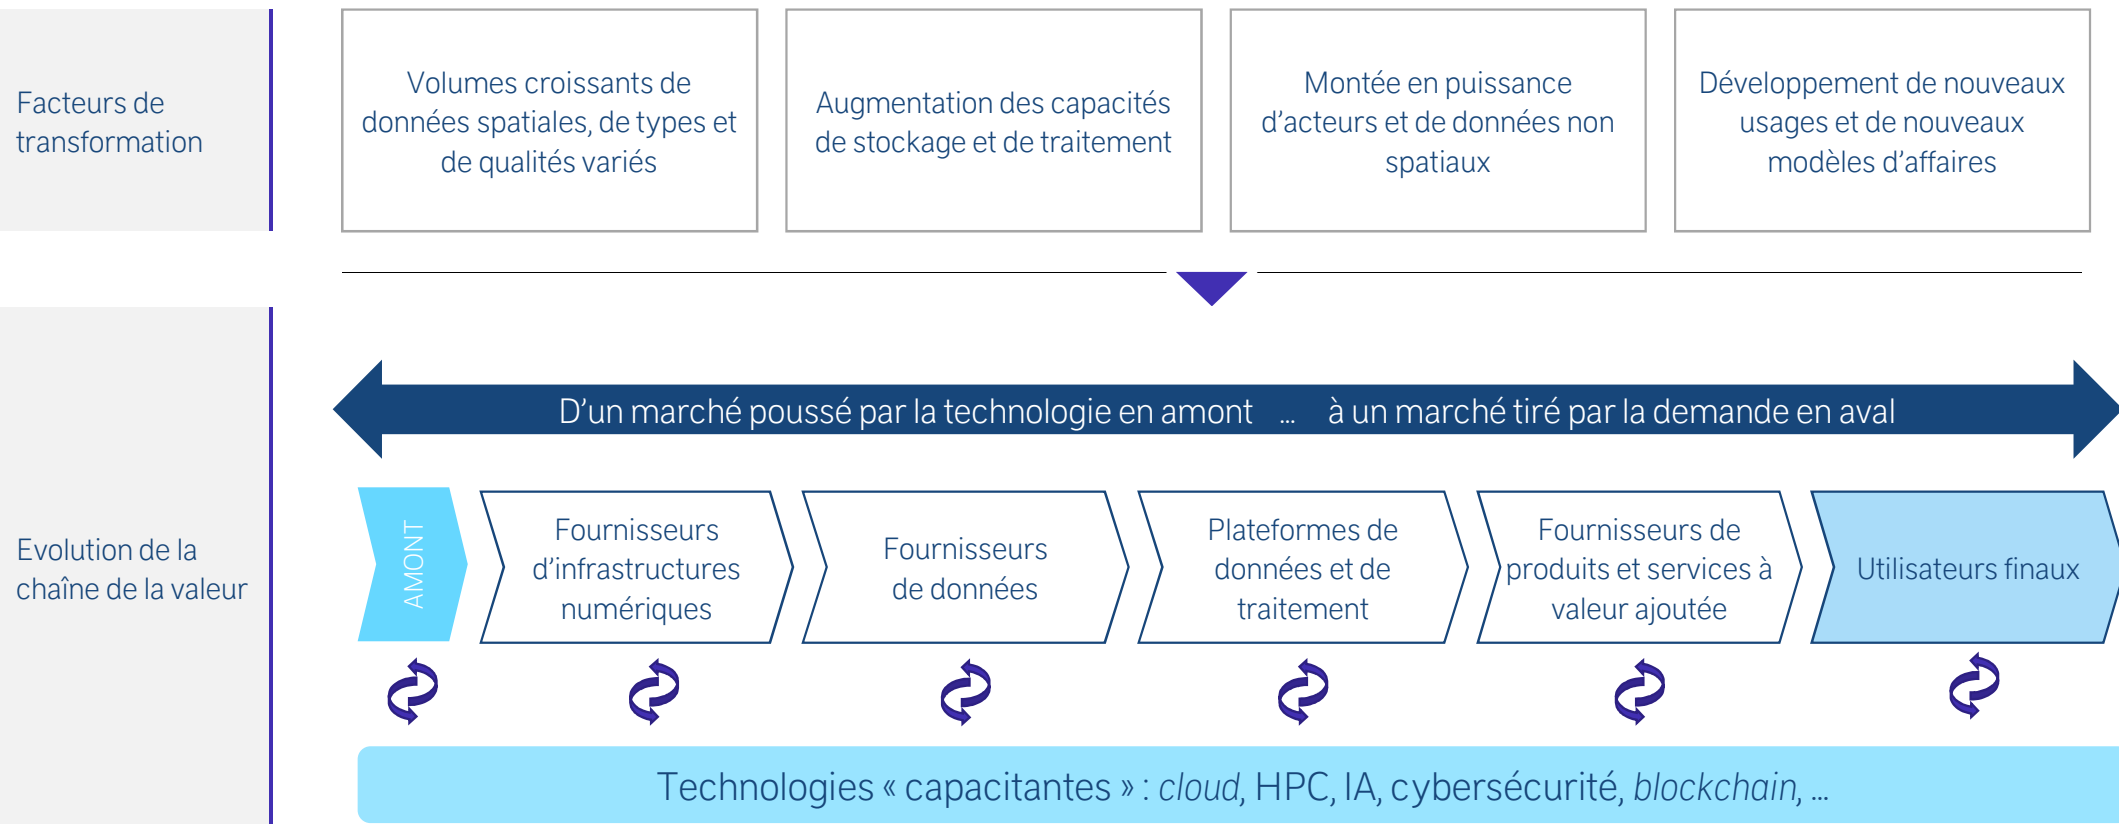 Facteurs de
transformation
Volumes croissants de
données spatiales, de types et
de qualités variés
Augmentation des capacités
de stockage et de traitement
Montée en puissance
d’acteurs et de données non
spatiaux
Développement de nouveaux
usages et de nouveaux
modèles d’affaires
Evolution de la
chaîne de la valeur
D’un marché poussé par la technologie en amont ... à un marché tiré par la demande en aval
AMONT
Fournisseurs
d’infrastructures
numériques
Fournisseurs
de données
Plateformes de
données et de
traitement
Fournisseurs de
produits et services à
valeur ajoutée
Utilisateurs finaux
Technologies « capacitantes » : cloud, HPC, IA, cybersécurité, blockchain, ...